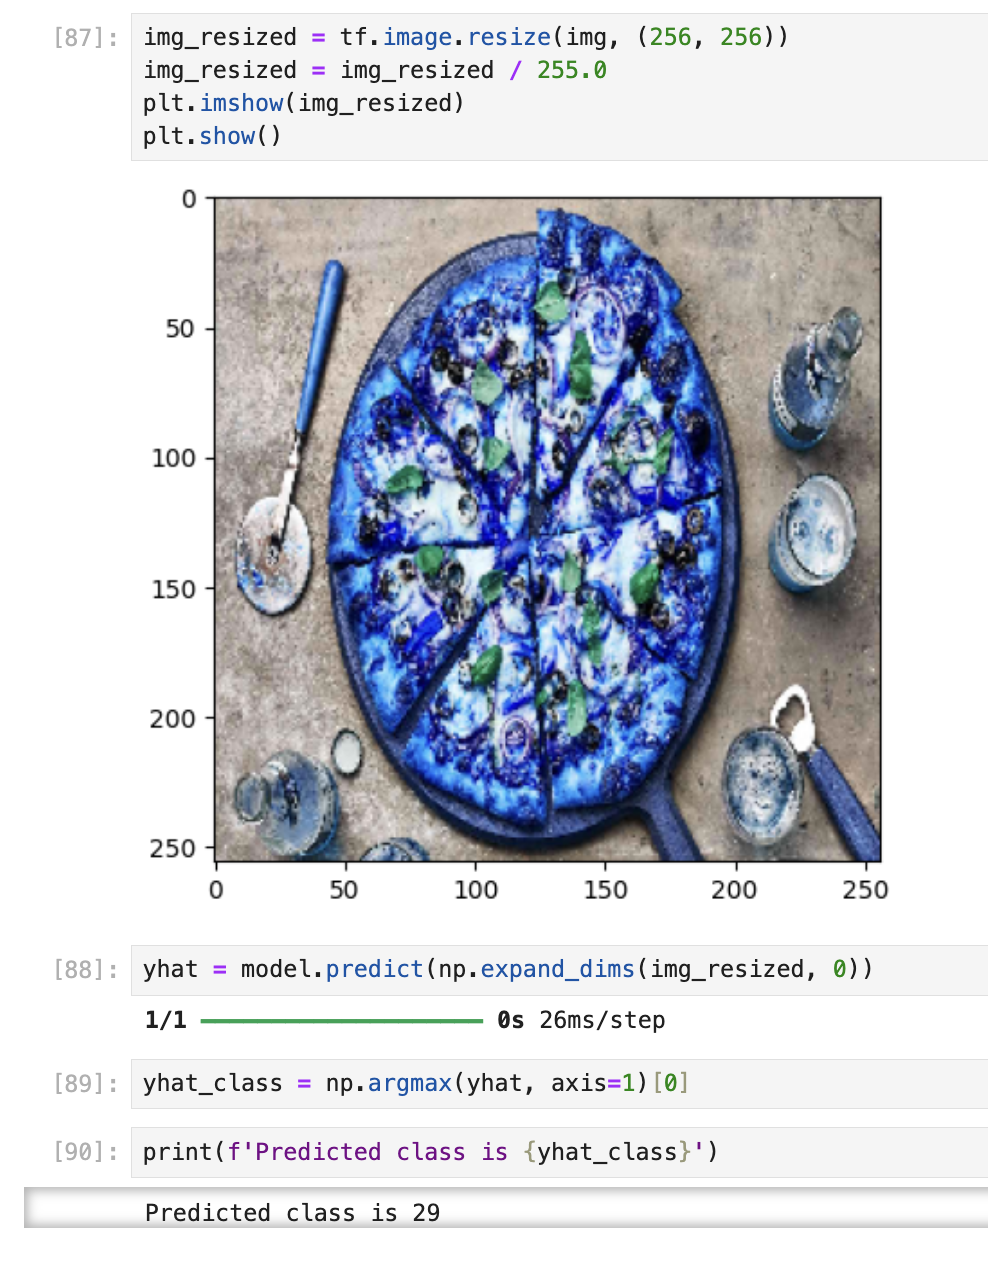 [87]: img_resized = tf.image.resize(img, (256, 256))
img_resized = img_resized / 255.0
plt.imshow(img_resized)
plt.show()
0
50
100
150
200
250
0 50 100 150 200 250
[88]: yhat = model.predict(np.expand_dims(img_resized, 0))
1/1 0s 26ms/step
[89]: yhat_class = np.argmax(yhat, axis=1)[0]
[90]: print(f'Predicted class is {yhat_class}')
Predicted class is 29